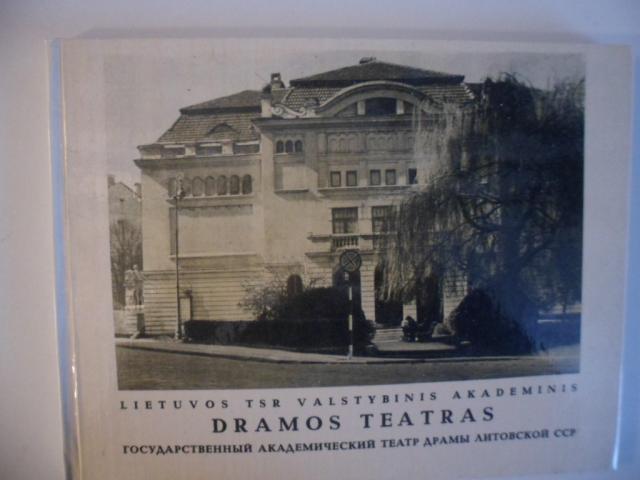 LIETUVOS TSR VALSTYBINIS AKADEMINIS
DRAMOS TEATRAS
ГОСУДАРСТВЕННЫЙ АКАДЕМИЧЕСКИЙ ТЕАТР ДРАМЫ ЛИТОВСКОЙ ССР